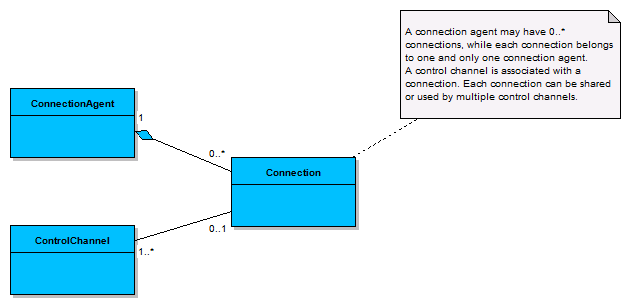 A connection agent may have 0..*
connections, while each connection belongs
to one and only one connection agent.
A control channel is associated with a
connection. Each connection can be shared
or used by multiple control channels.
ConnectionAgent
1
0..*
Connection
ControlChannel
0..1
1..*